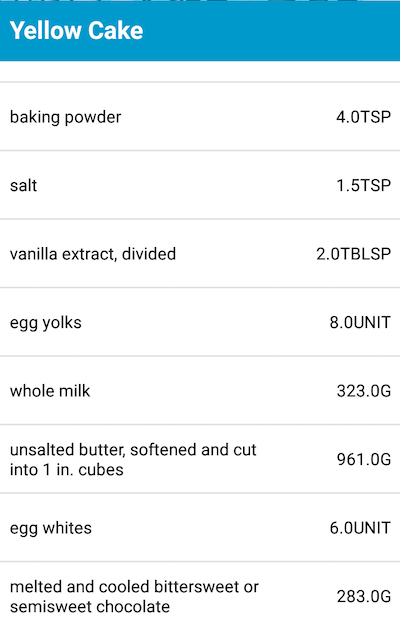 Yellow Cake
baking powder 4.0TSP
salt 1.5TSP
vanilla extract, divided 2.0TBLSP
egg yolks 8.0UNIT
whole milk 323.0G
unsalted butter, softened and cut
into 1 in. cubes 961.0G
egg whites 6.0UNIT
melted and cooled bittersweet or
semisweet chocolate 283.0G